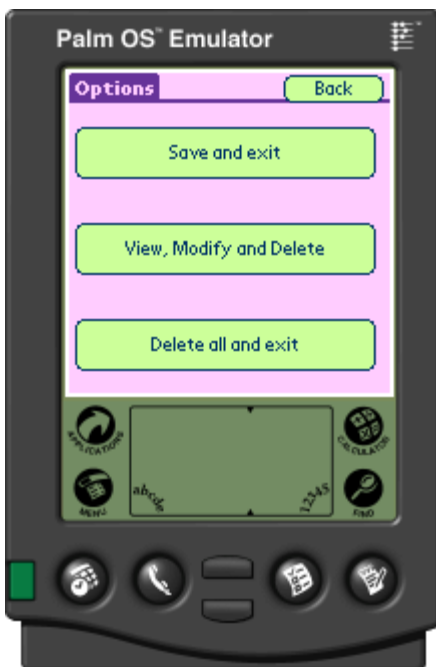 Palm OS™ Emulator
Options
Back
Save and exit
View, Modify and Delete
Delete all and exit
APPLICATIONS
CALCULATOR
MENU
abcde
12345
FIND